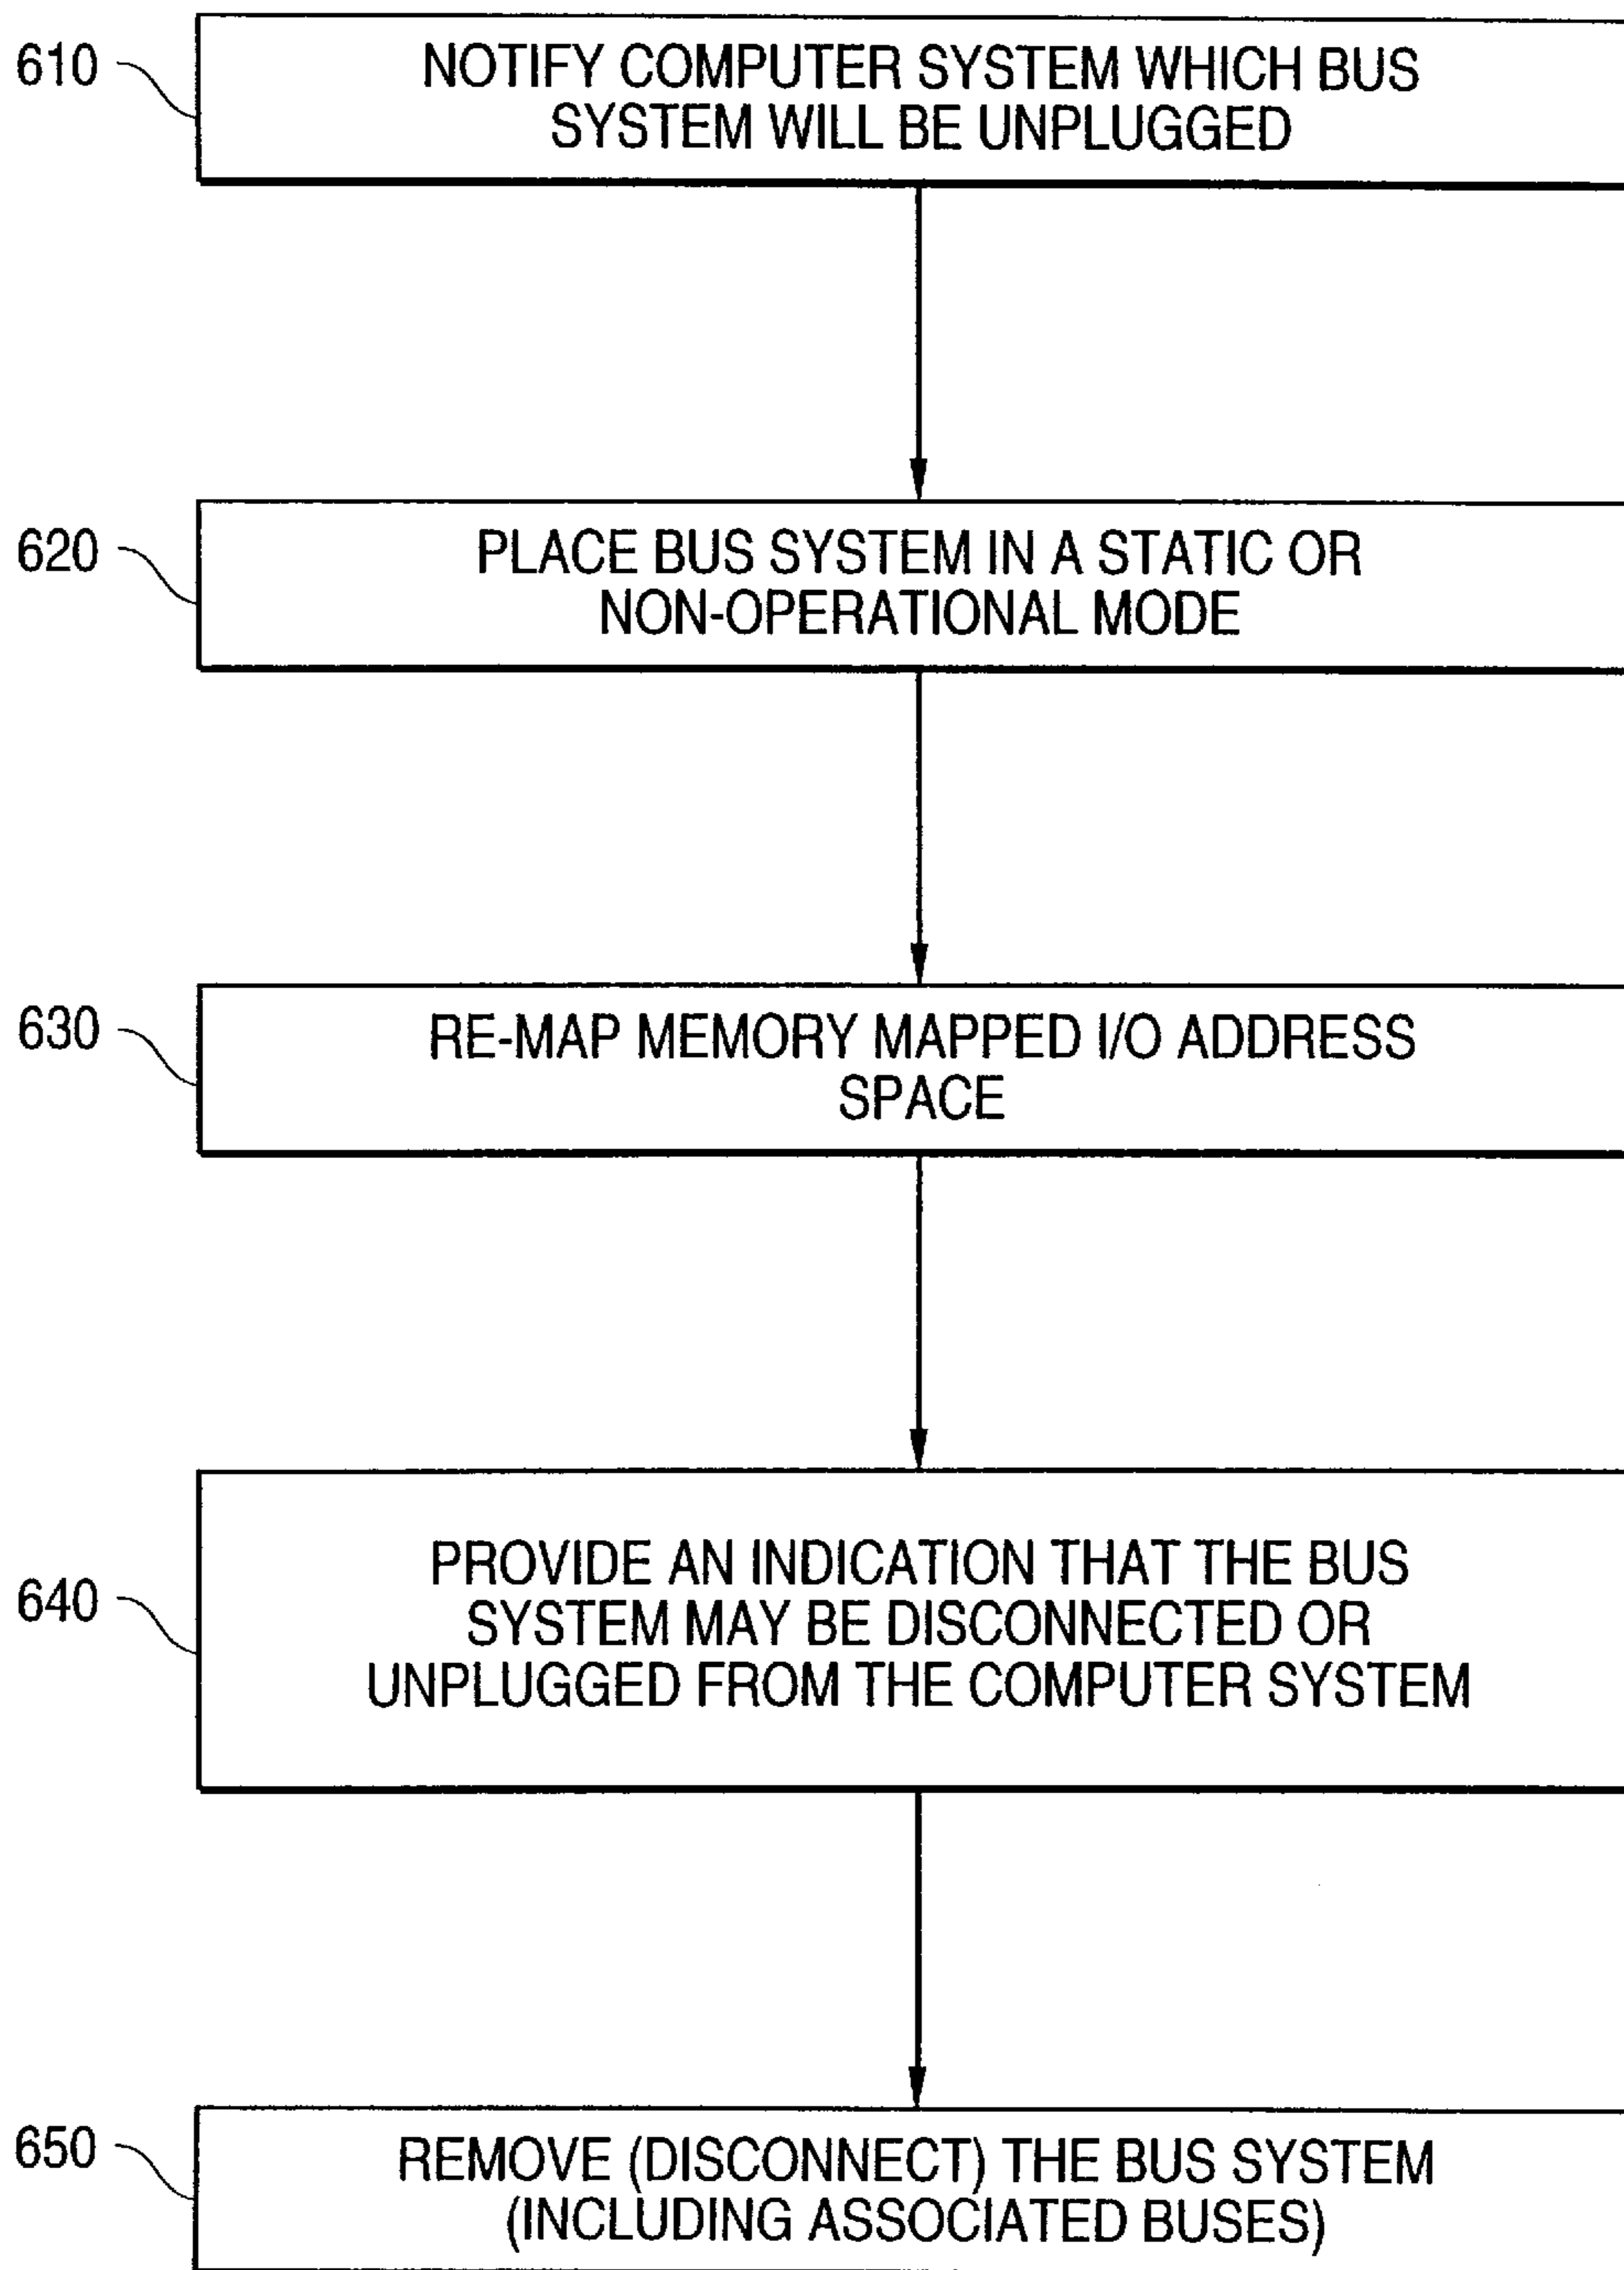 610
NOTIFY COMPUTER SYSTEM WHICH BUS
SYSTEM WILL BE UNPLUGGED
620
PLACE BUS SYSTEM IN A STATIC OR
NON-OPERATIONAL MODE
630
RE-MAP MEMORY MAPPED I/O ADDRESS
SPACE
640
PROVIDE AN INDICATION THAT THE BUS
SYSTEM MAY BE DISCONNECTED OR
UNPLUGGED FROM THE COMPUTER SYSTEM
650
REMOVE (DISCONNECT) THE BUS SYSTEM
(INCLUDING ASSOCIATED BUSES)